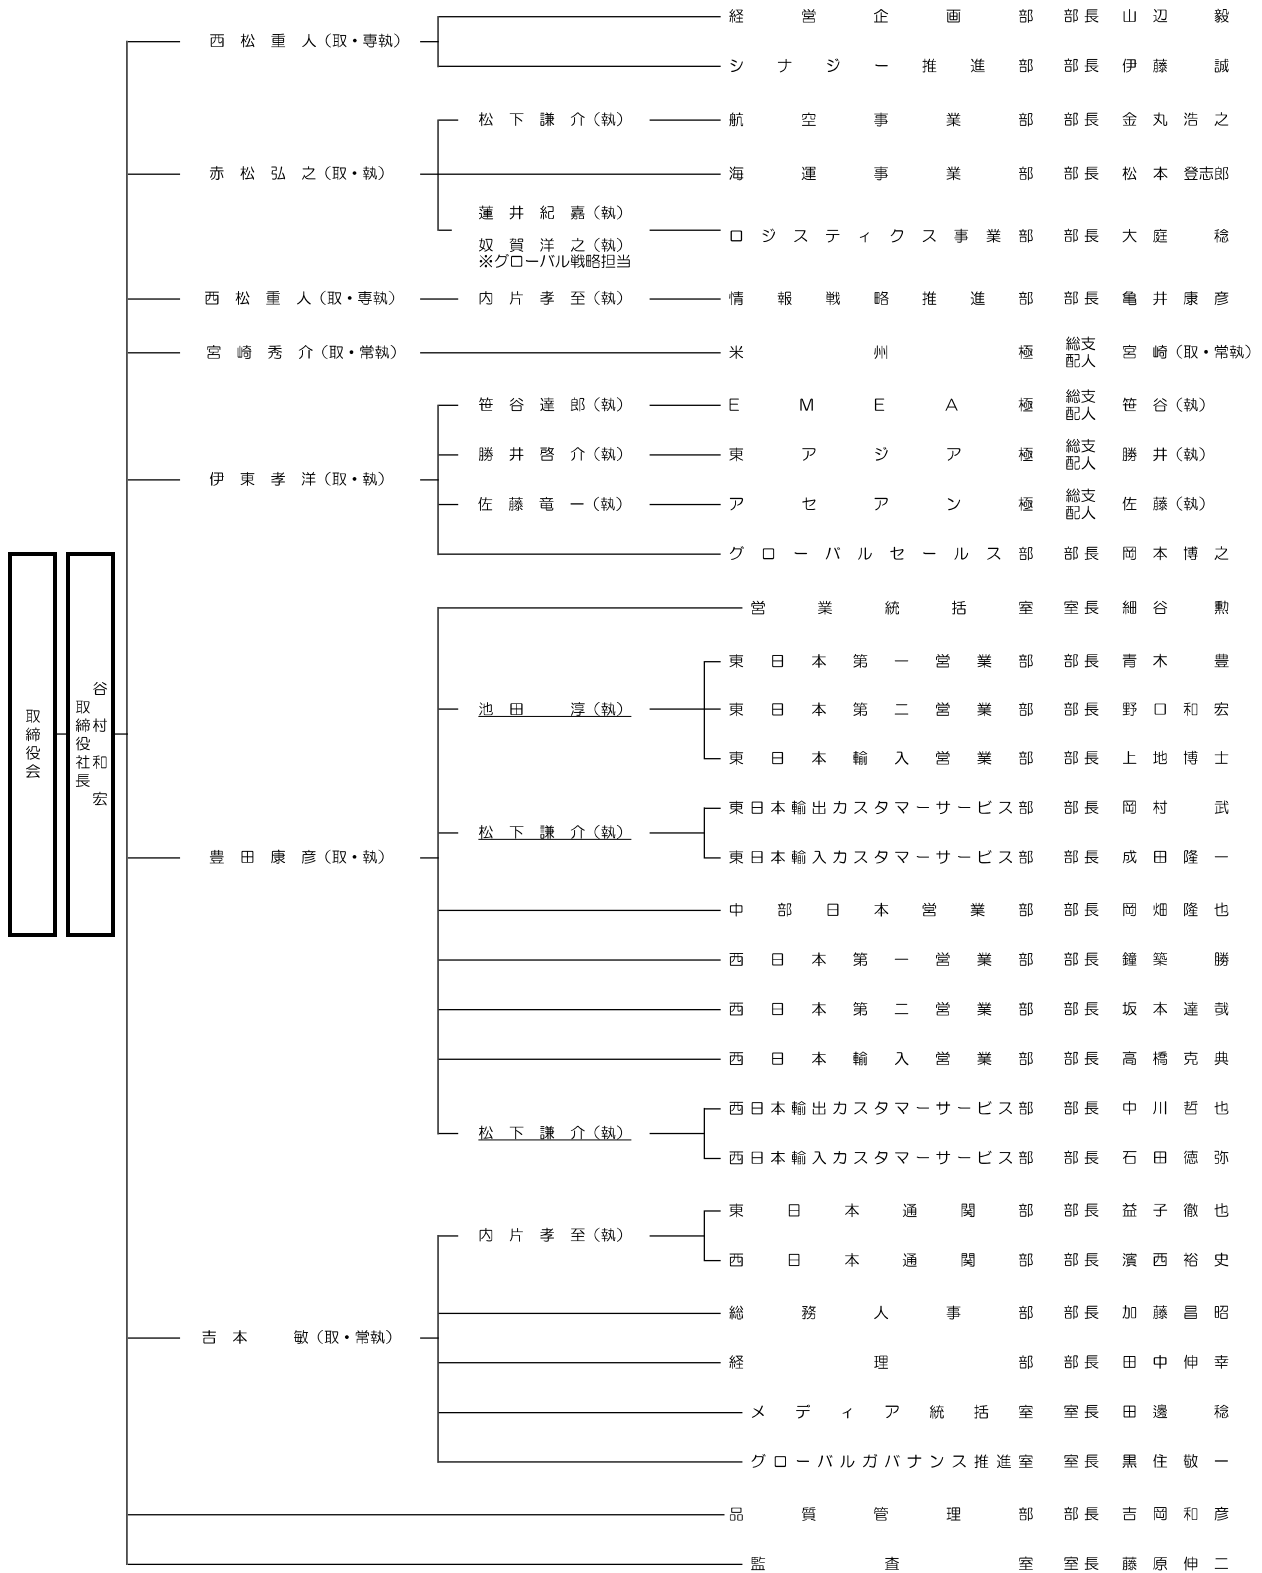 取締役会
取締役社長
谷村和宏
西松重人（取・専執）
経営企画部 部長 山辺毅
シナジー推進部 部長 伊藤誠
赤松弘之（取・執）
松下謙介（執） 航空事業部 部長 金丸浩之
海運事業部 部長 松本登志郎
蓮井紀嘉（執）
奴賀洋之（執）
※グローバル戦略担当
ロジスティクス事業部 部長 大庭稔
西松重人（取・専執） 内片孝至（執） 情報戦略推進部 部長 亀井康彦
宮崎秀介（取・常執） 米州極 総支配人 宮崎（取・常執）
伊東孝洋（取・執）
笹谷達郎（執） EMEA極 総支配人 笹谷（執）
勝井啓介（執） 東アジア極 総支配人 勝井（執）
佐藤竜一（執） アセアン極 総支配人 佐藤（執）
グローバルセールス部 部長 岡本博之
豊田康彦（取・執）
営業統括室 室長 細谷勲
池田淳（執）
東日本第一営業部 部長 青木豊
東日本第二営業部 部長 野口和宏
東日本輸入営業部 部長 上地博士
松下謙介（執）
東日本輸出カスタマーサービス部 部長 岡村武
東日本輸入カスタマーサービス部 部長 成田隆一
中部日本営業部 部長 岡畑隆也
西日本第一営業部 部長 鐘築勝
西日本第二営業部 部長 坂本達哉
西日本輸入営業部 部長 高橋克典
松下謙介（執）
西日本輸出カスタマーサービス部 部長 中川哲也
西日本輸入カスタマーサービス部 部長 石田徳弥
吉本敏（取・常執）
内片孝至（執）
東日本通関部 部長 益子徹也
西日本通関部 部長 濱西裕史
総務人事部 部長 加藤昌昭
経理部 部長 田中伸幸
メディア統括室 室長 田邊稔
グローバルガバナンス推進室 室長 黒住敬一
品質管理部 部長 吉岡和彦
監査室 室長 藤原伸二